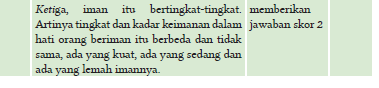 Ketiga, iman itu bertingkat-tingkat. memberikan
Artinya tingkat dan kadar keimanan dalam jawaban skor 2
hati orang beriman itu berbeda dan tidak
sama, ada yang kuat, ada yang sedang dan
ada yang lemah imannya.